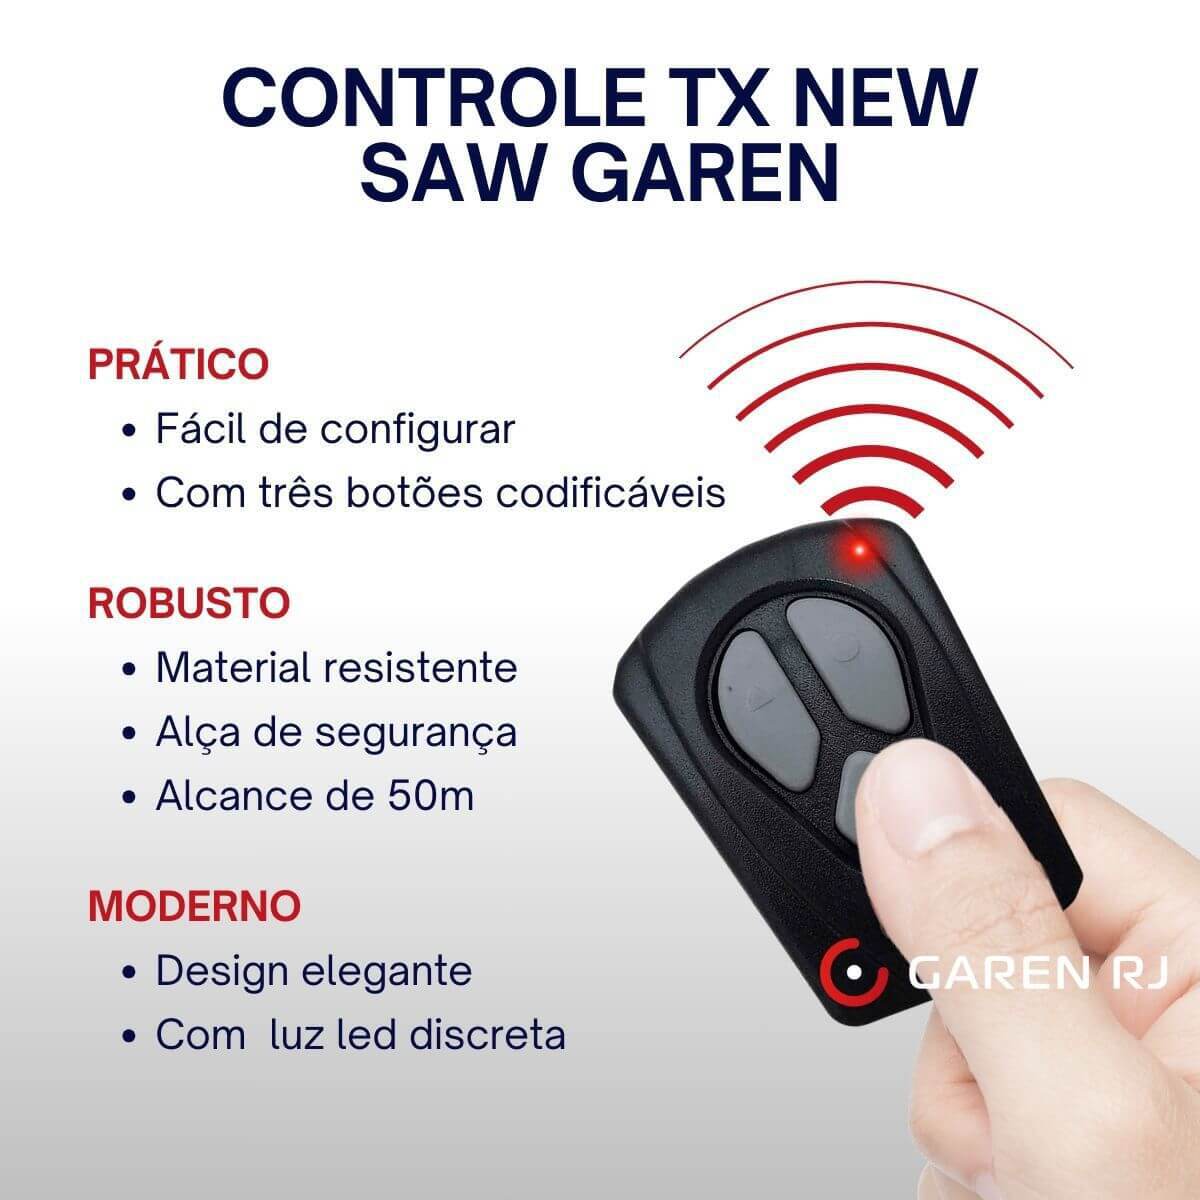 CONTROLE TX NEW
SAW GAREN
PRÁTICO
• Fácil de configurar
• Com três botões codificáveis
ROBUSTO
• Material resistente
• Alça de segurança
• Alcance de 50m
MODERNO
• Design elegante
• Com luz led discreta
GAREN RJ